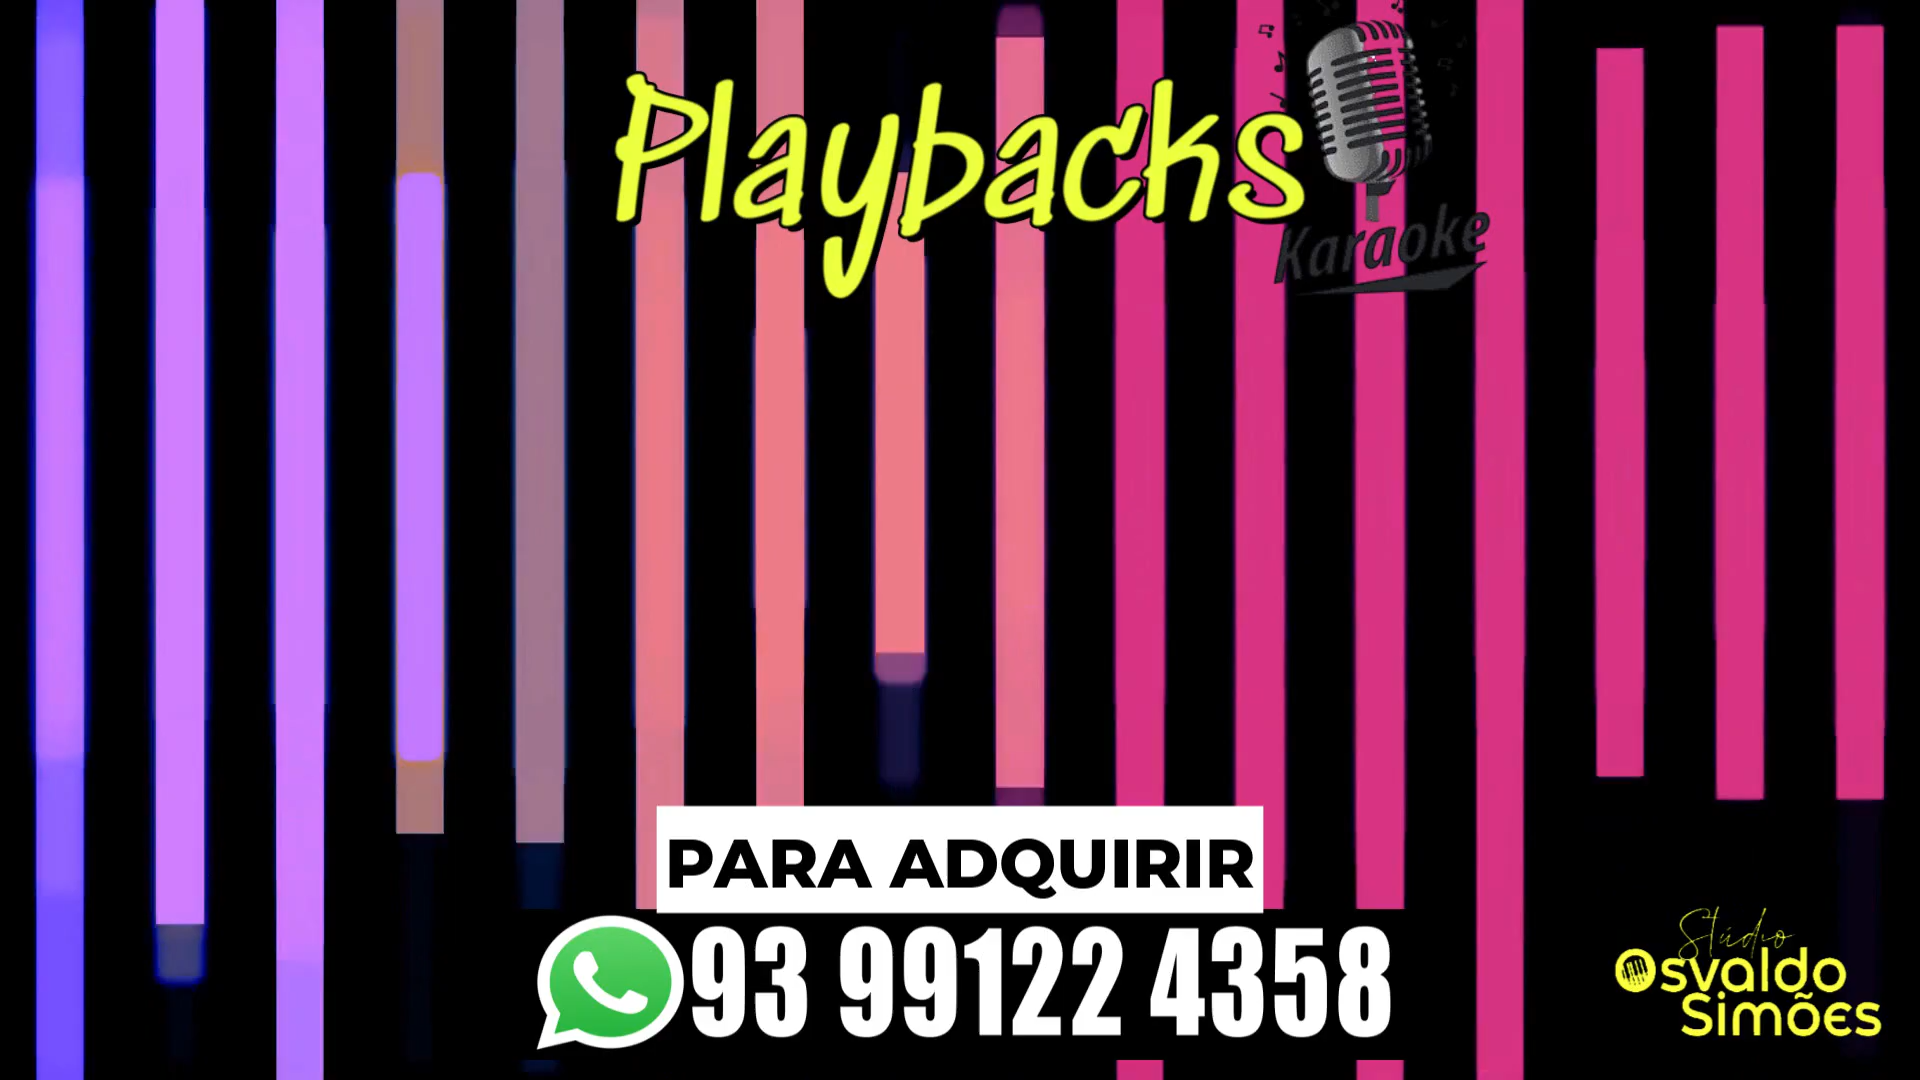 Playbacks
Karaoke
PARA ADQUIRIR
93 99122 4358
Stúdio
Osvaldo
Simões